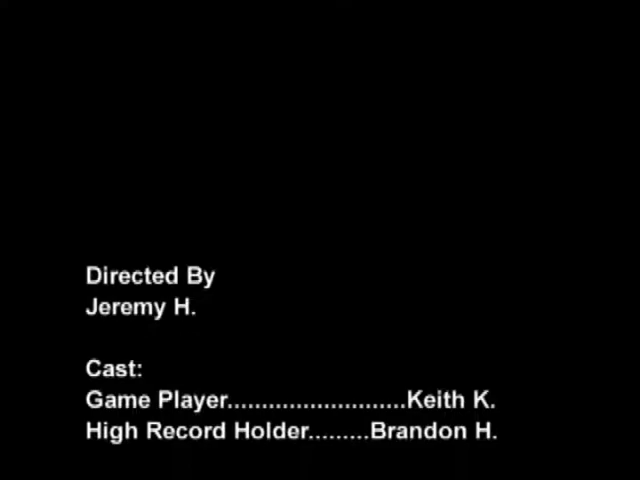 Directed By
Jeremy H.
Cast:
Game Player..........................Keith K.
High Record Holder.........Brandon H.